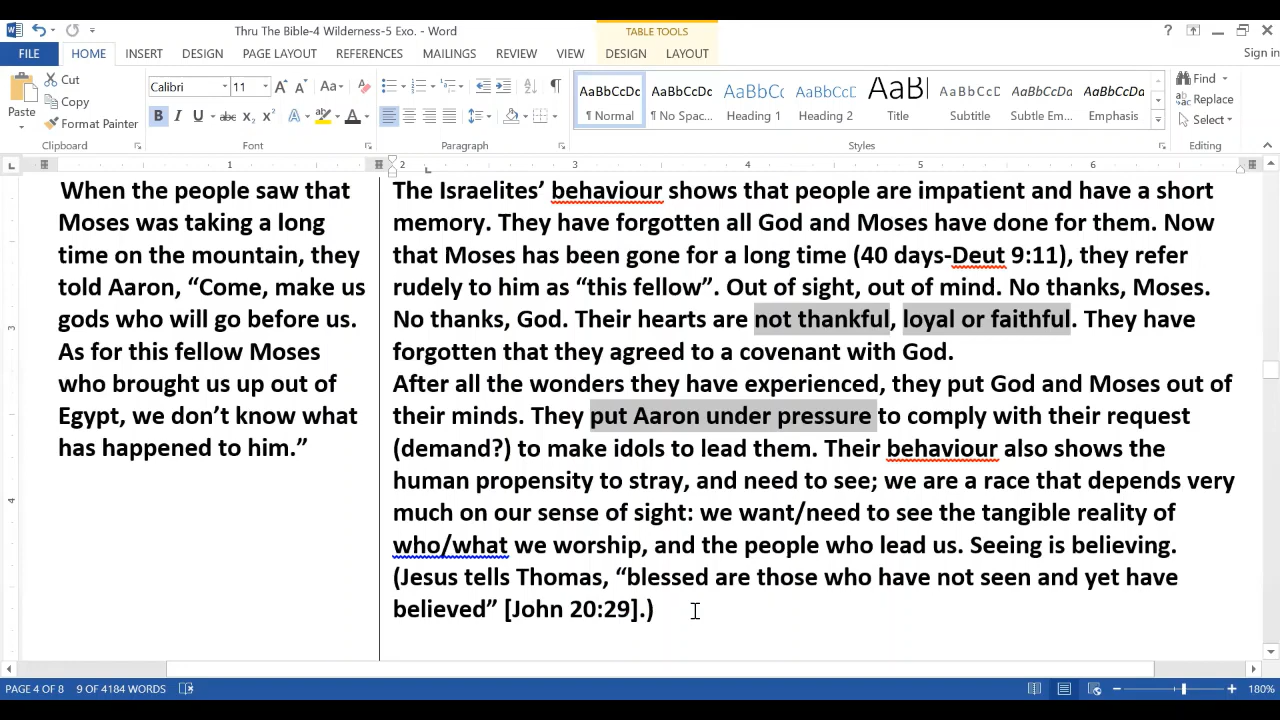 Thru The Bible-4 Wilderness-5 Exo. - Word
TABLE TOOLS
FILE HOME INSERT DESIGN PAGE LAYOUT REFERENCES MAILINGS REVIEW VIEW DESIGN LAYOUT Sign in
Paste
Cut
Copy
Format Painter
Calibri 11
AaBbCcDc AaBbCcDc AaBbCc AaBbCcD AaBl AaBbCcD AaBbCcDa AaBbCcDa
¶ Normal ¶ No Spac... Heading 1 Heading 2 Title Subtitle Subtle Em... Emphasis
Find
Replace
Select
Clipboard Font Paragraph Styles Editing
1 2 3 4 5 6
When the people saw that
Moses was taking a long
time on the mountain, they
told Aaron, “Come, make us
gods who will go before us.
As for this fellow Moses
who brought us up out of
Egypt, we don’t know what
has happened to him.”
The Israelites’ behaviour shows that people are impatient and have a short
memory. They have forgotten all God and Moses have done for them. Now
that Moses has been gone for a long time (40 days-Deut 9:11), they refer
rudely to him as “this fellow”. Out of sight, out of mind. No thanks, Moses.
No thanks, God. Their hearts are not thankful, loyal or faithful. They have
forgotten that they agreed to a covenant with God.
After all the wonders they have experienced, they put God and Moses out of
their minds. They put Aaron under pressure to comply with their request
(demand?) to make idols to lead them. Their behaviour also shows the
human propensity to stray, and need to see; we are a race that depends very
much on our sense of sight: we want/need to see the tangible reality of
who/what we worship, and the people who lead us. Seeing is believing.
(Jesus tells Thomas, “blessed are those who have not seen and yet have
believed” [John 20:29].)
3
4
PAGE 4 OF 8 9 OF 4184 WORDS 180%